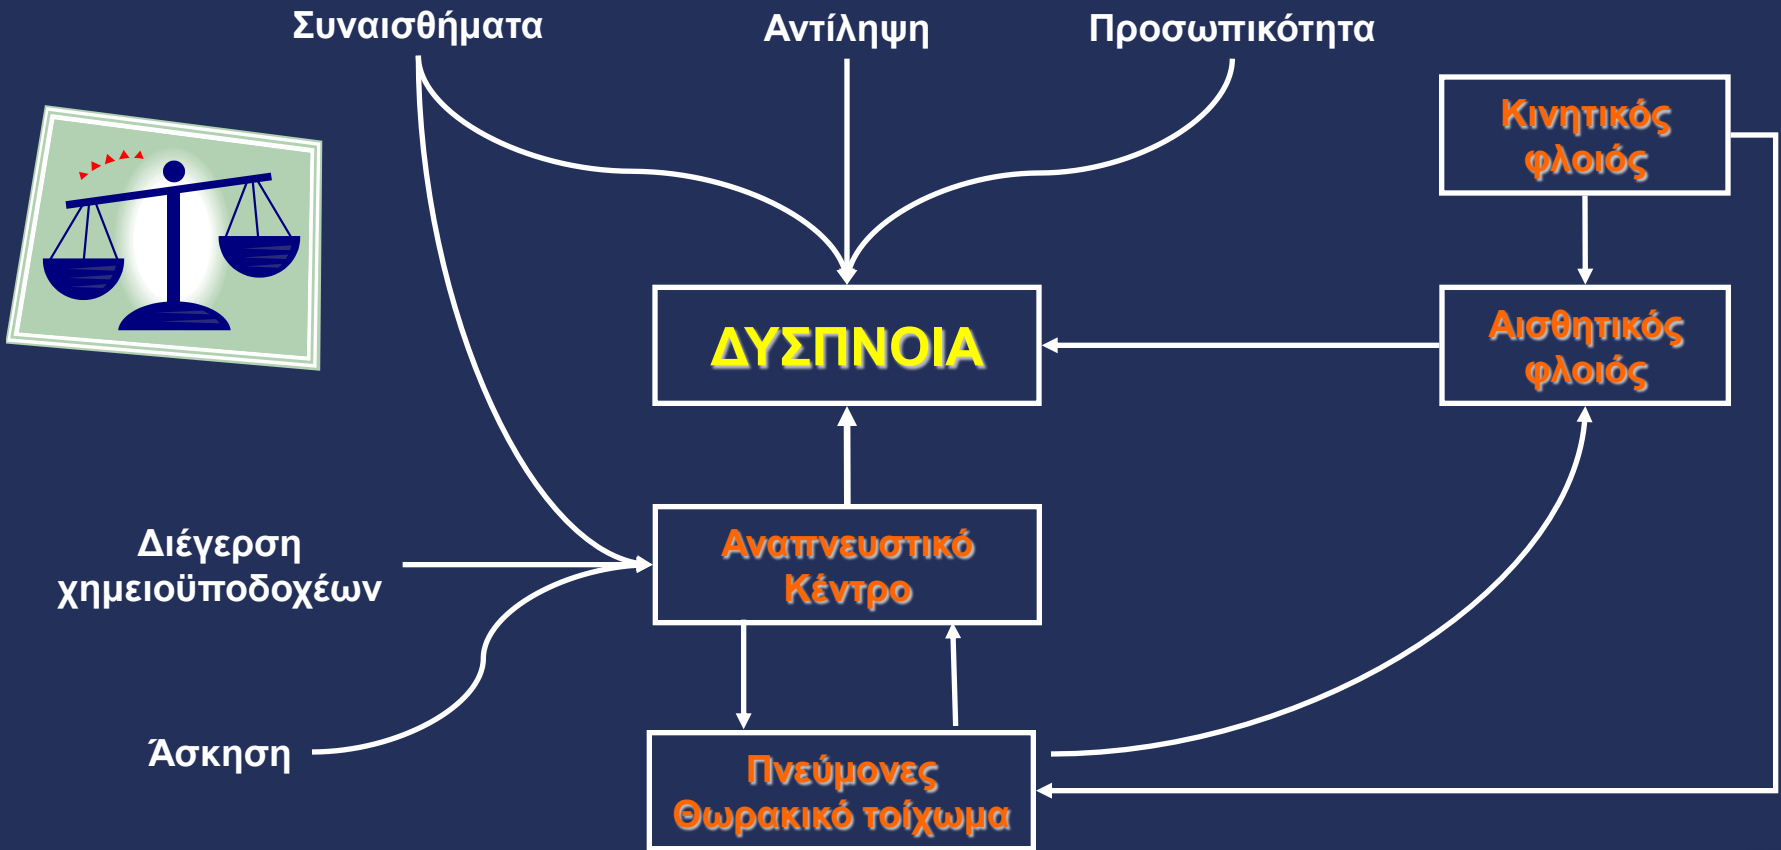 Συναισθήματα
Αντίληψη
Προσωπικότητα
Κινητικός
φλοιός
ΔΥΣΠΝΟΙΑ
Αισθητικός
φλοιός
Διέγερση
χημειοϋποδοχέων
Αναπνευστικό
Κέντρο
Άσκηση
Πνεύμονες
Θωρακικό τοίχωμα